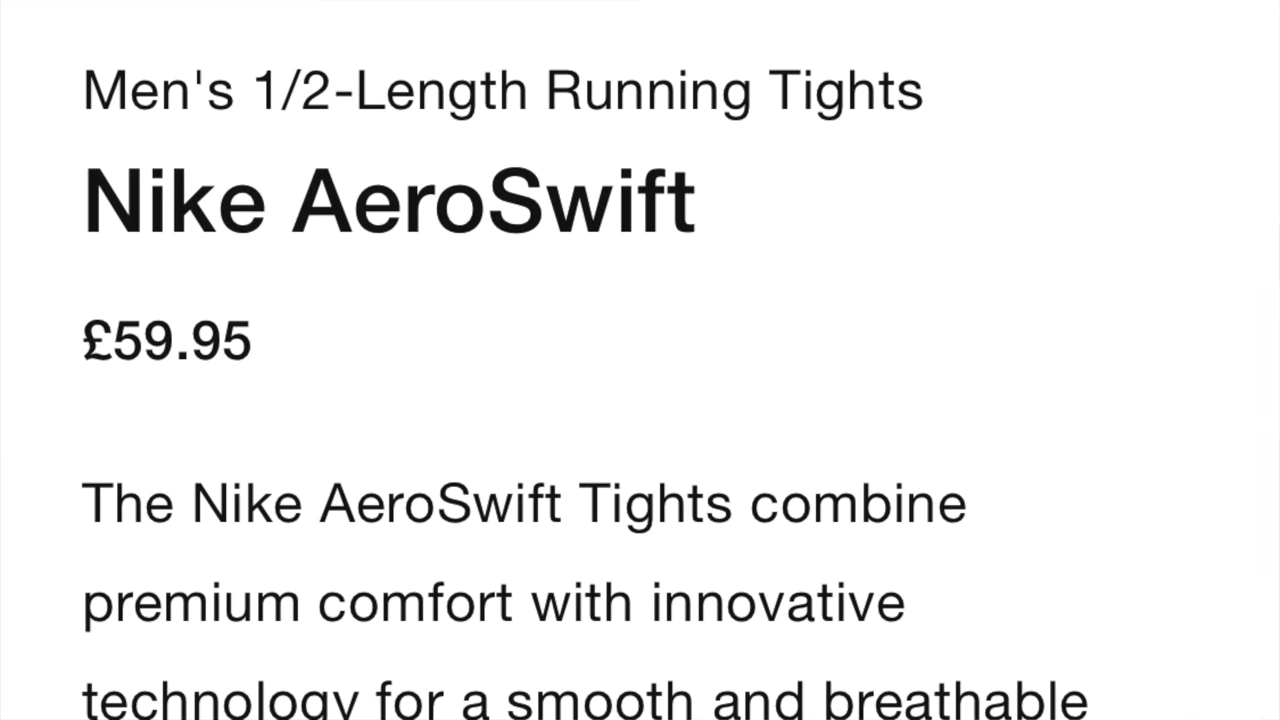 Men's 1/2-Length Running Tights
Nike AeroSwift
£59.95
The Nike AeroSwift Tights combine
premium comfort with innovative
technology for a smooth and breathable